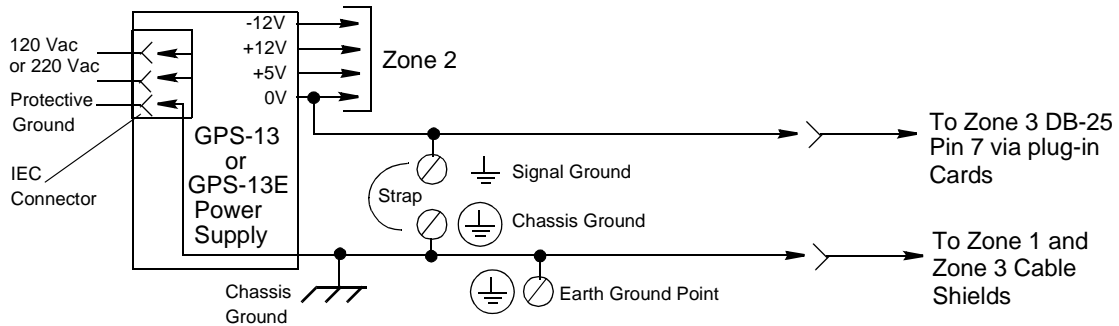 120 Vac
or 220 Vac
Protective
Ground
IEC
Connector
-12V
+12V
+5V
0V
GPS-13
or
GPS-13E
Power
Supply
Zone 2
Strap
Signal Ground
Chassis Ground
Chassis
Ground
Earth Ground Point
To Zone 3 DB-25
Pin 7 via plug-in
Cards
To Zone 1 and
Zone 3 Cable
Shields